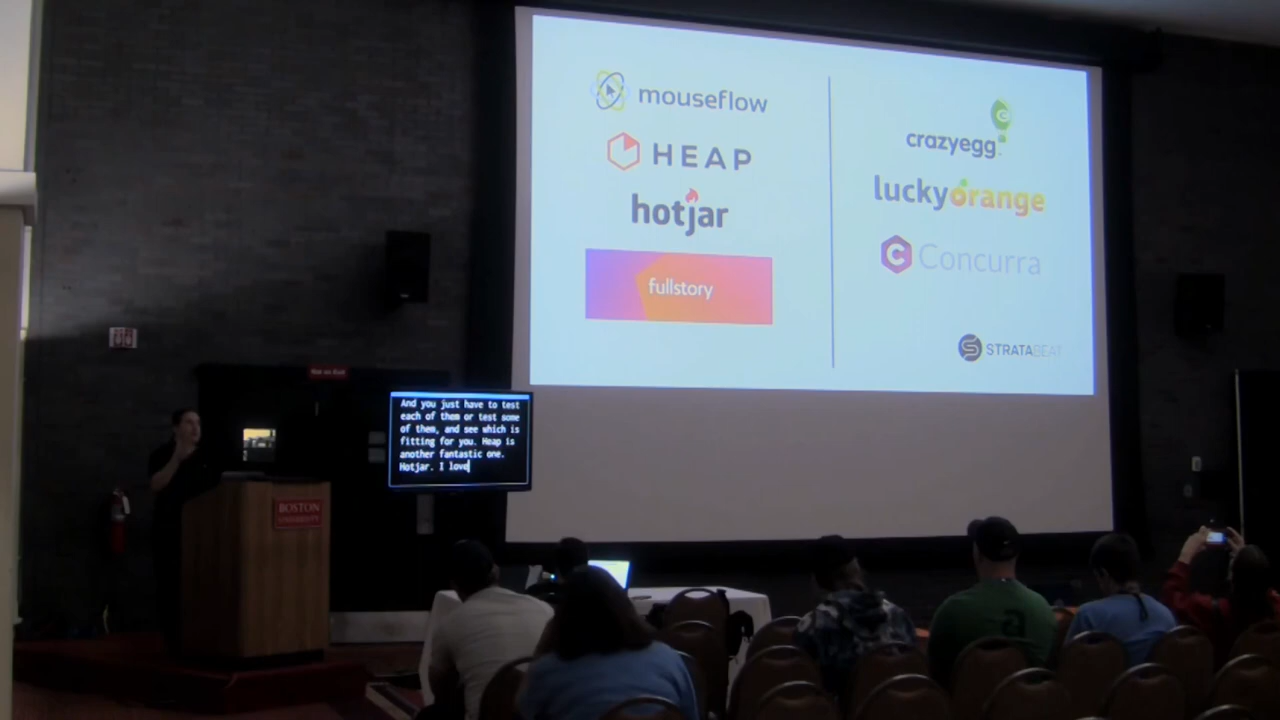 mouseflow
HEAP
hotjar
fullstory
crazyegg
luckyorange
Concurra
STRATABEAT
And you just have to test
each of them or test some
of them, and see which is
fitting for you. Heap is
another fantastic one.
Hotjar. I love
BOSTON
UNIVERSITY